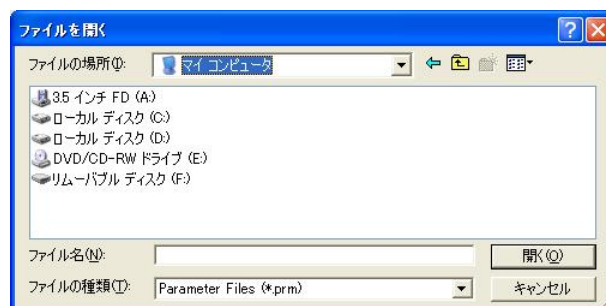 ファイルを開く
ファイルの場所(I): マイ コンピュータ
3.5 インチ FD (A:)
ローカル ディスク (C:)
ローカル ディスク (D:)
DVD/CD-RW ドライブ (E:)
リムーバブル ディスク (F:)
ファイル名(N): 開く(O)
ファイルの種類(T): Parameter Files (*.prm) キャンセル